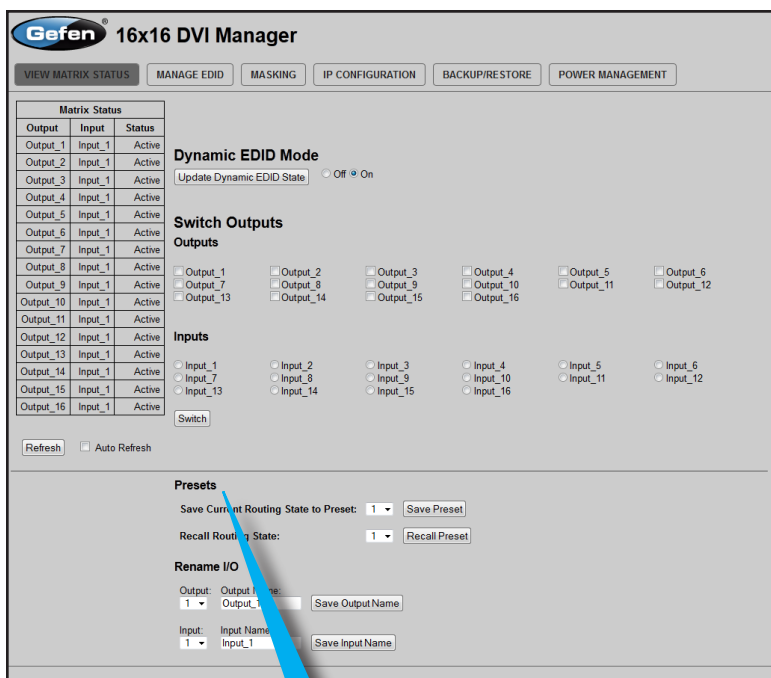 Gefen ® 16x16 DVI Manager
VIEW MATRIX STATUS MANAGE EDID MASKING IP CONFIGURATION BACKUP/RESTORE POWER MANAGEMENT
Matrix Status
Output Input Status
Output_1 Input_1 Active
Output_2 Input_1 Active
Output_3 Input_1 Active
Output_4 Input_1 Active
Output_5 Input_1 Active
Output_6 Input_1 Active
Output_7 Input_1 Active
Output_8 Input_1 Active
Output_9 Input_1 Active
Output_10 Input_1 Active
Output_11 Input_1 Active
Output_12 Input_1 Active
Output_13 Input_1 Active
Output_14 Input_1 Active
Output_15 Input_1 Active
Output_16 Input_1 Active
Refresh Auto Refresh
Dynamic EDID Mode
Update Dynamic EDID State Off On
Switch Outputs
Outputs
Output_1 Output_2 Output_3 Output_4 Output_5 Output_6
Output_7 Output_8 Output_9 Output_10 Output_11 Output_12
Output_13 Output_14 Output_15 Output_16
Inputs
Input_1 Input_2 Input_3 Input_4 Input_5 Input_6
Input_7 Input_8 Input_9 Input_10 Input_11 Input_12
Input_13 Input_14 Input_15 Input_16
Switch
Presets
Save Current Routing State to Preset: 1 Save Preset
Recall Routing State: 1 Recall Preset
Rename I/O
Output: Output Name:
1 Output_1 Save Output Name
Input: Input Name
1 Input_1 Save Input Name